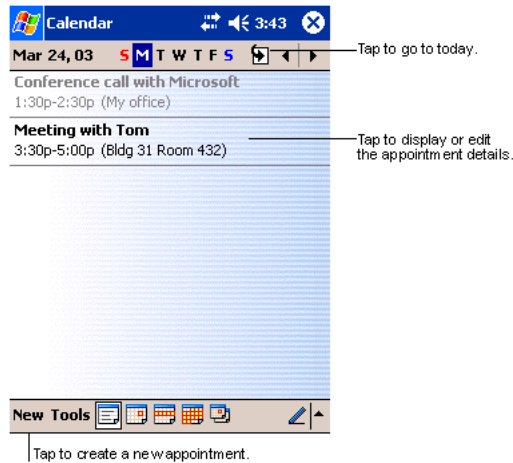 Calendar 3:43
Mar 24, 03 S M T W T F S
Tap to go to today.
Conference call with Microsoft
1:30p-2:30p (My office)
Meeting with Tom
3:30p-5:00p (Bldg 31 Room 432)
Tap to display or edit
the appointment details.
New Tools
Tap to create a new appointment.